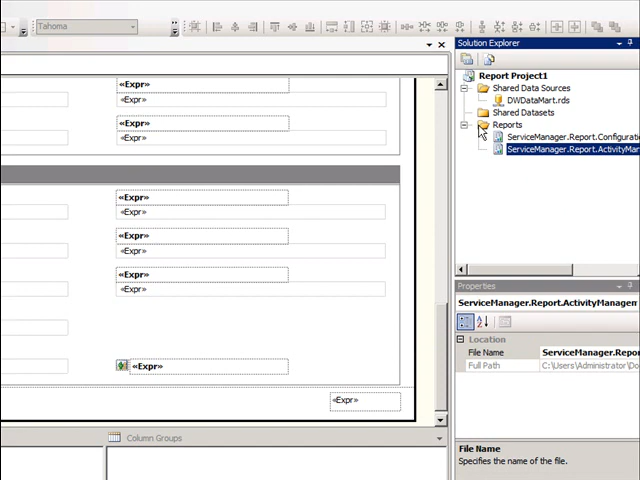 Tahoma
Solution Explorer
Report Project1
Shared Data Sources
DWDataMart.rds
Shared Datasets
Reports
ServiceManager.Report.Configuratio
ServiceManager.Report.ActivityMan
«Expr»
«Expr»
«Expr»
«Expr»
«Expr»
«Expr»
«Expr»
«Expr»
«Expr»
«Expr»
«Expr»
«Expr»
Column Groups
Properties
ServiceManager.Report.ActivityManagem
Location
File Name ServiceManager.Repor
Full Path C:\Users\Administrator\Do
File Name
Specifies the name of the file.